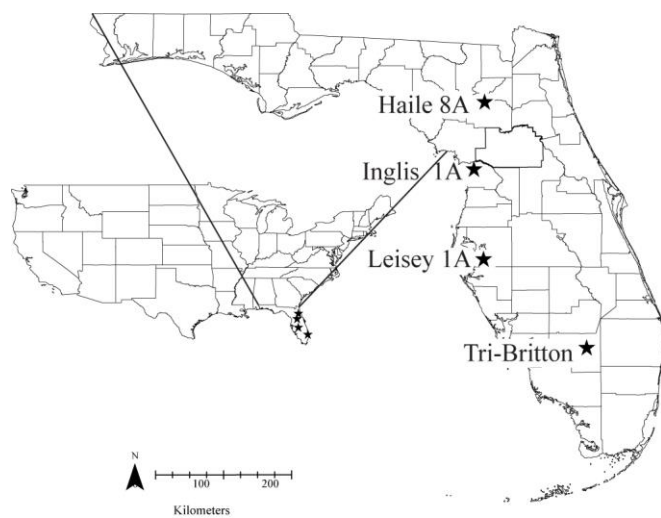 Haile 8A
Inglis 1A
Leisey 1A
Tri-Britton
N
100 200
Kilometers